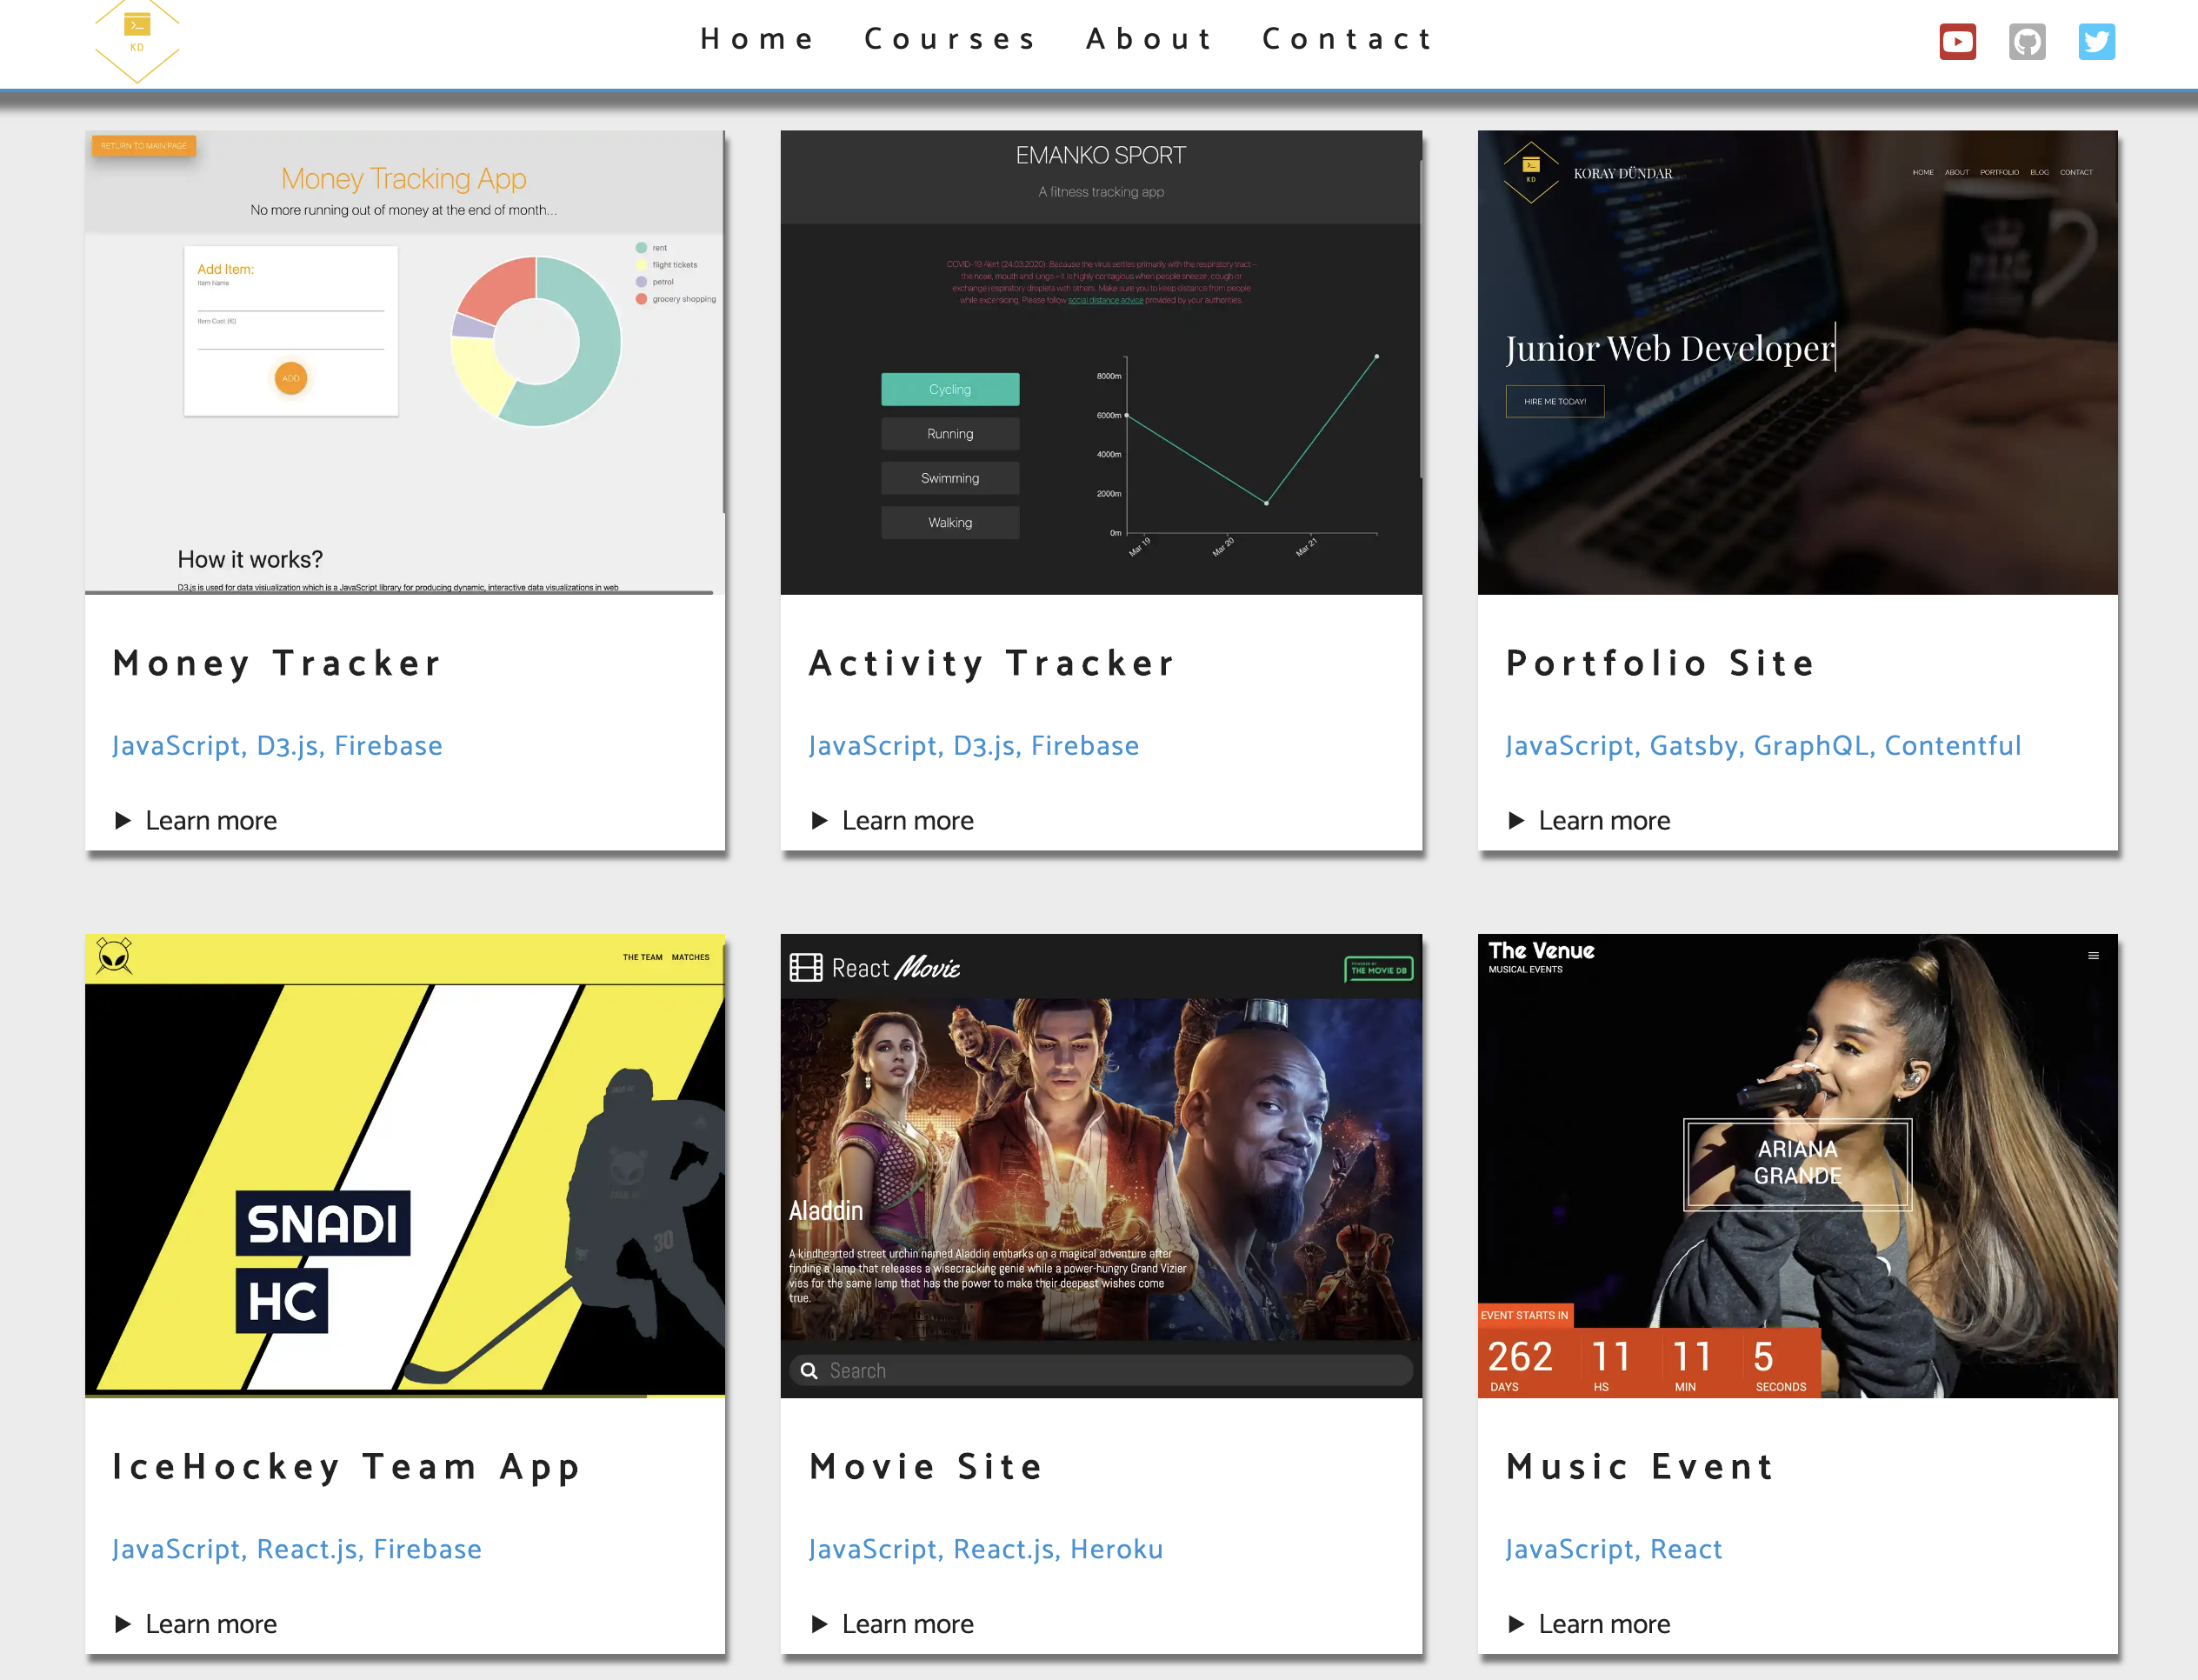 KD
Home Courses About Contact
RETURN TO MAIN PAGE
Money Tracking App
No more running out of money at the end of month...
Add Item:
Item Name
Item Cost (€)
ADD
rent
flight tickets
petrol
grocery shopping
How it works?
D3.js is used for data visiualization which is a JavaScript library for producing dynamic, interactive data visualizations in web
Money Tracker
JavaScript, D3.js, Firebase
Learn more
EMANKO SPORT
A fitness tracking app
COVID-19 Alert (24.03.2020): Because the virus settles primarily with the respiratory tract –
the nose, mouth and lungs – it is highly contagious when people sneeze, cough or
exchange respiratory droplets with others. Make sure you to keep distance from people
while excersicing. Please follow social distance advice provided by your authorities.
Cycling
Running
Swimming
Walking
8000m
6000m
4000m
2000m
0m
Mar 19
Mar 20
Mar 21
Activity Tracker
JavaScript, D3.js, Firebase
Learn more
KD
KORAY DÜNDAR
HOME ABOUT PORTFOLIO BLOG CONTACT
Junior Web Developer
HIRE ME TODAY!
Portfolio Site
JavaScript, Gatsby, GraphQL, Contentful
Learn more
THE TEAM MATCHES
SNADI
HC
30
IceHockey Team App
JavaScript, React.js, Firebase
Learn more
React Movie
POWERED BY
THE MOVIE DB
Aladdin
A kindhearted street urchin named Aladdin embarks on a magical adventure after
finding a lamp that releases a wisecracking genie while a power-hungry Grand Vizier
vies for the same lamp that has the power to make their deepest wishes come
true.
Search
Movie Site
JavaScript, React.js, Heroku
Learn more
The Venue
MUSICAL EVENTS
ARIANA
GRANDE
EVENT STARTS IN
262 11 11 5
DAYS HS MIN SECONDS
Music Event
JavaScript, React
Learn more